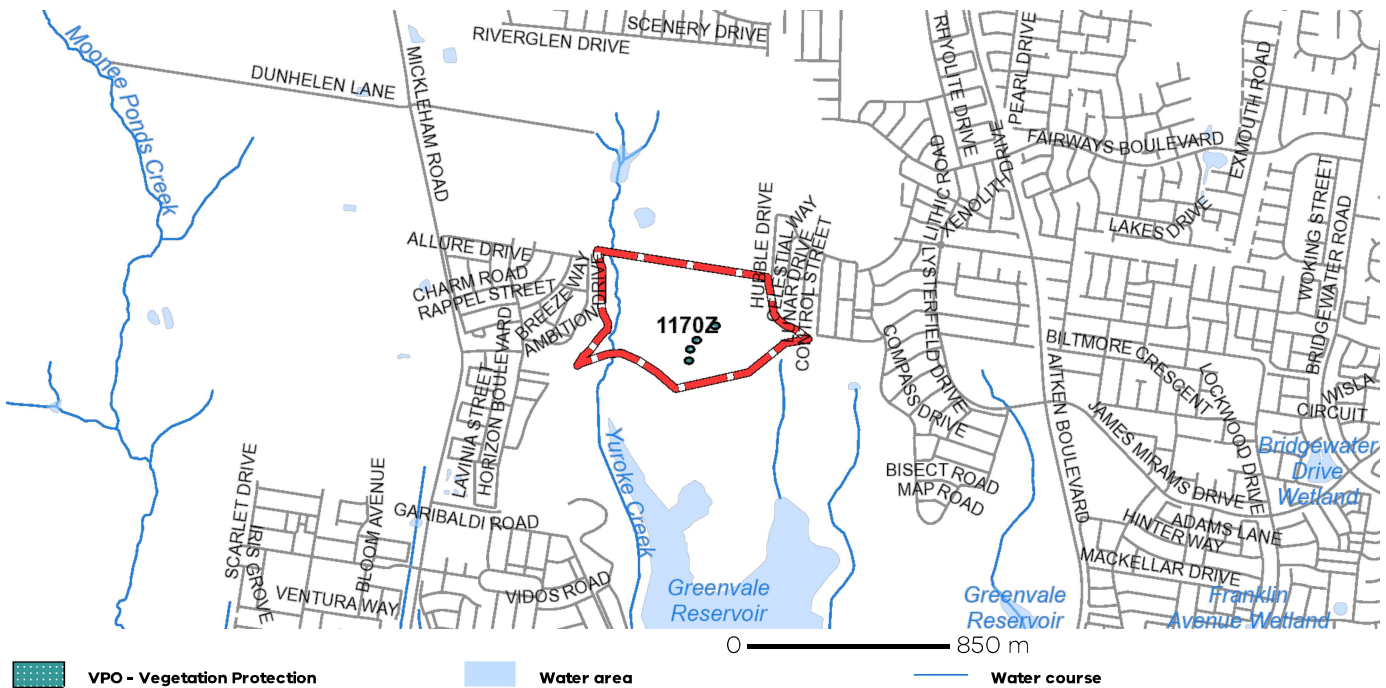 SCENERY DRIVE
RIVERGLEN DRIVE
RHYOLITE DRIVE
PEARL DRIVE
EXMOUTH ROAD
Moonee Ponds Creek
DUNHELEN LANE
MICKLEHAM ROAD
FAIRWAYS BOULEVARD
XENOLITH DRIVE
LITHIC ROAD
LAKES DRIVE
WOKING STREET
BRIDGEWATER ROAD
ALLURE DRIVE
CHARM ROAD
RAPPEL STREET
BREEZE WAY
AMBITION DRIVE
HUBBLE DRIVE
CELESTIAL WAY
LUNAR DRIVE
CONTROL STREET
1170Z
LYSTERFIELD DRIVE
COMPASS DRIVE
BILTMORE CRESCENT
LOCKWOOD DRIVE
AITKEN BOULEVARD
JAMES MIRAMS DRIVE
WISLA
CIRCUIT
LAVINIA STREET
HORIZON BOULEVARD
Yuroke Creek
BISECT ROAD
MAP ROAD
Bridgewater
Drive
Wetland
SCARLET DRIVE
IRIS GROVE
BLOOM AVENUE
GARIBALDI ROAD
VENTURA WAY
VIDOS ROAD
ADAMS LANE
HINTER WAY
MACKELLAR DRIVE
Greenvale
Reservoir
Greenvale
Reservoir
Franklin
Avenue Wetland
0 850 m
VPO - Vegetation Protection
Water area
Water course